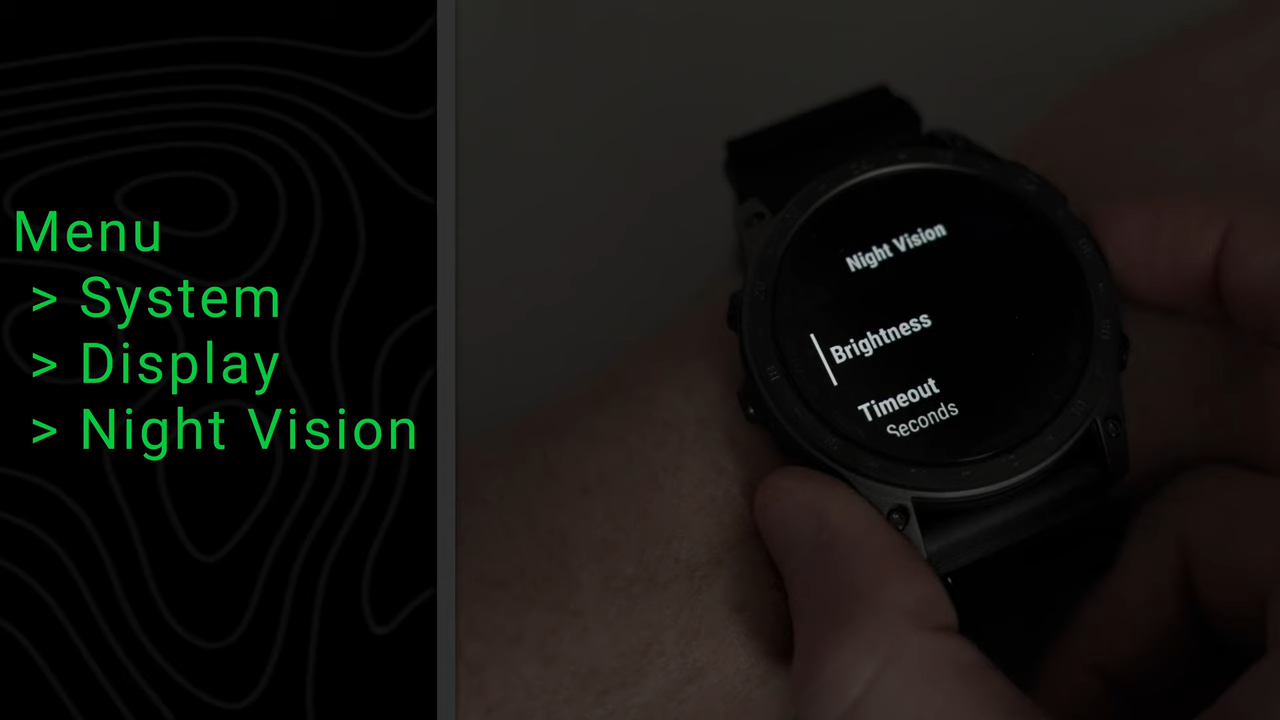 Menu
> System
> Display
> Night Vision
Night Vision
Brightness
Timeout
Seconds